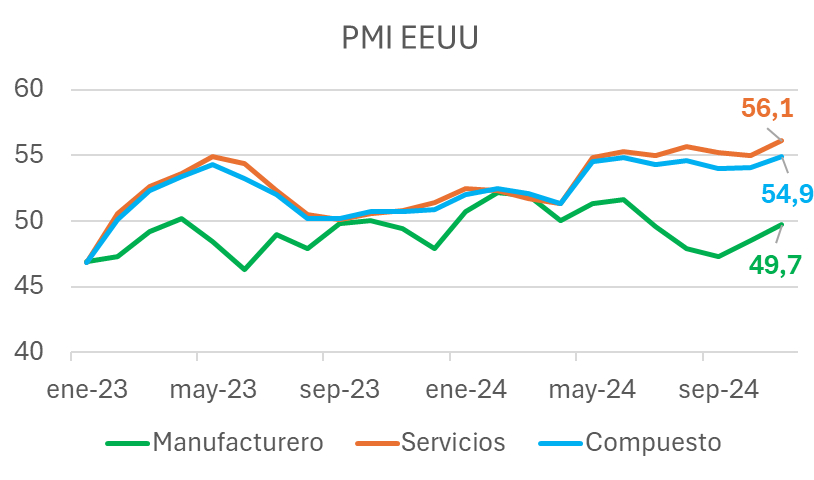 PMI EEUU
60
56,1
55
54,9
50
49,7
45
40
ene-23 may-23 sep-23 ene-24 may-24 sep-24
Manufacturero Servicios Compuesto